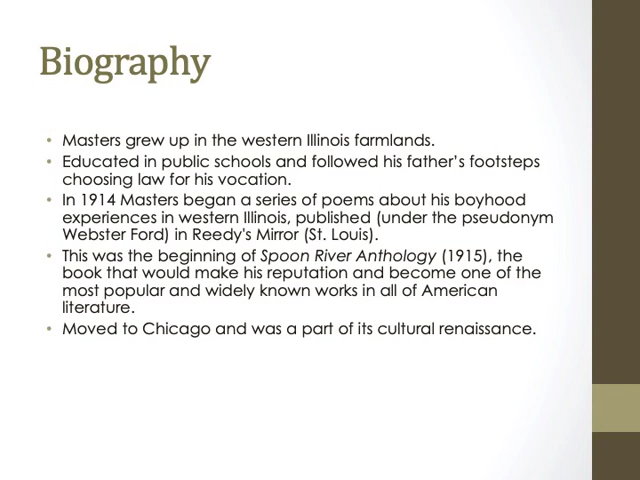 Biography
• Masters grew up in the western Illinois farmlands.
• Educated in public schools and followed his father's footsteps
choosing law for his vocation.
• In 1914 Masters began a series of poems about his boyhood
experiences in western Illinois, published (under the pseudonym
Webster Ford) in Reedy's Mirror (St. Louis).
• This was the beginning of Spoon River Anthology (1915), the
book that would make his reputation and become one of the
most popular and widely known works in all of American
literature.
• Moved to Chicago and was a part of its cultural renaissance.